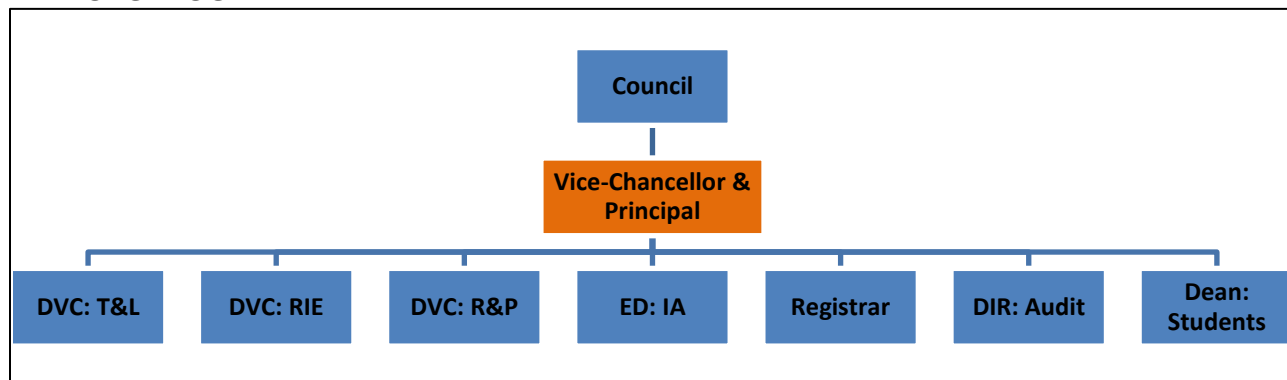 Council
Vice-Chancellor &
Principal
DVC: T&L
DVC: RIE
DVC: R&P
ED: IA
Registrar
DIR: Audit
Dean:
Students